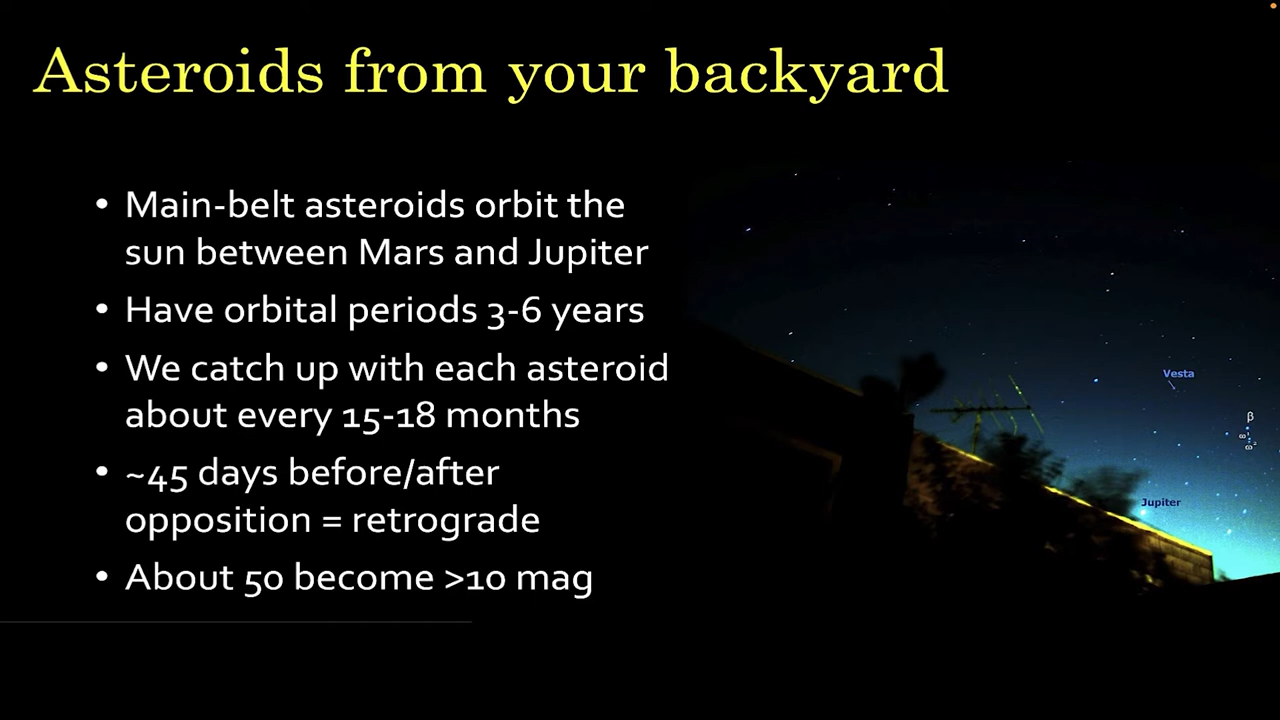 Asteroids from your backyard
• Main-belt asteroids orbit the
sun between Mars and Jupiter
• Have orbital periods 3-6 years
• We catch up with each asteroid
about every 15-18 months
• ~45 days before/after
opposition = retrograde
• About 50 become >10 mag
Vesta
β
ω¹
ω²
Jupiter